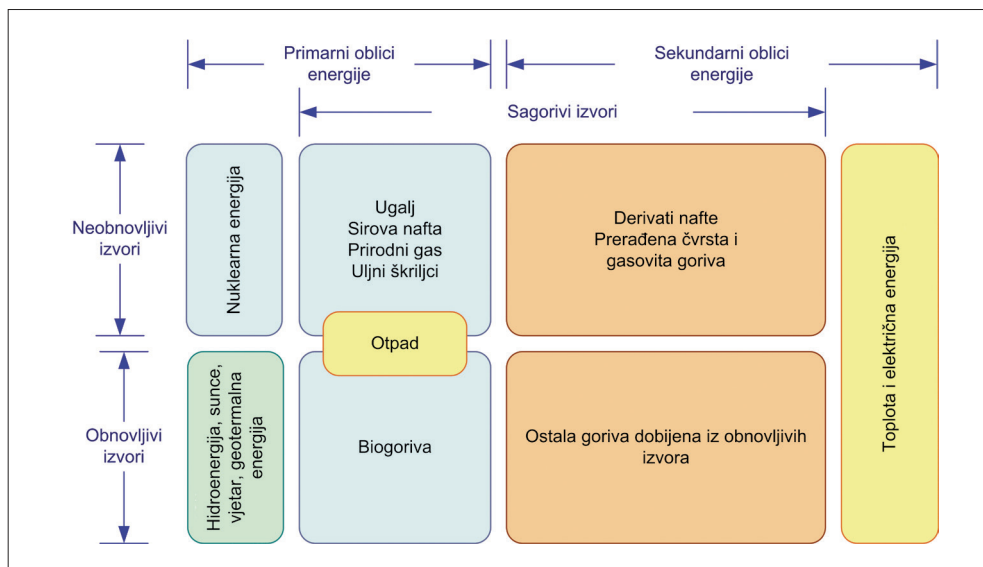 Primarni oblici
energije
Sekundarni oblici
energije
Sagorivi izvori
Neobnovljivi
izvori
Nuklearna energija
Ugalj
Sirova nafta
Prirodni gas
Uljni škriljci
Derivati nafte
Prerađena čvrsta i
gasovita goriva
Toplota i električna energija
Otpad
Obnovljivi
izvori
Hidroenergija, sunce,
vjetar, geotermalna
energija
Biogoriva
Ostala goriva dobijena iz obnovljivih
izvora